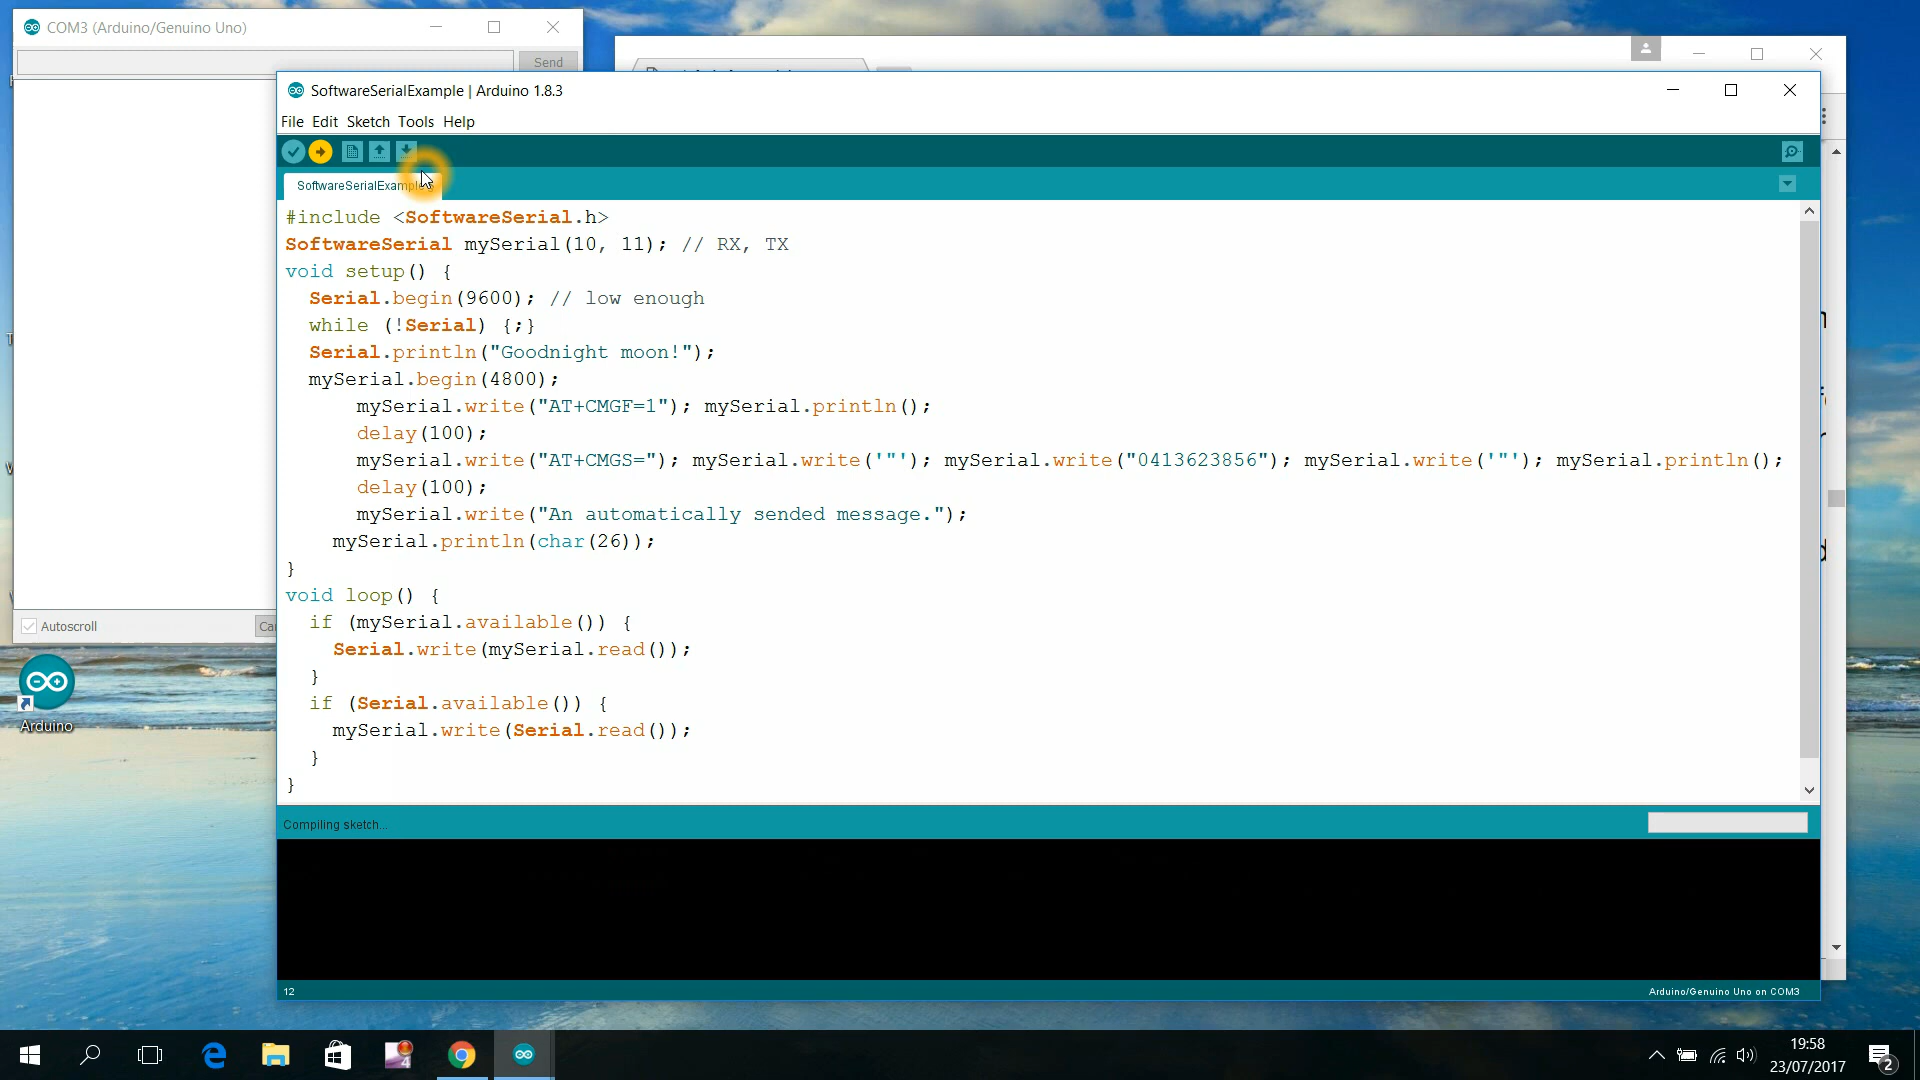 COM3 (Arduino/Genuino Uno)
Send
SoftwareSerialExample | Arduino 1.8.3
File Edit Sketch Tools Help
SoftwareSerialExample
#include <SoftwareSerial.h>
SoftwareSerial mySerial(10, 11); // RX, TX
void setup() {
Serial.begin(9600); // low enough
while (!Serial) {;}
Serial.println("Goodnight moon!");
mySerial.begin(4800);
mySerial.write("AT+CMGF=1"); mySerial.println();
delay(100);
mySerial.write("AT+CMGS="); mySerial.write('"'); mySerial.write("0413623856"); mySerial.write('"'); mySerial.println();
delay(100);
mySerial.write("An automatically sended message.");
mySerial.println(char(26));
}
void loop() {
if (mySerial.available()) {
Serial.write(mySerial.read());
}
if (Serial.available()) {
mySerial.write(Serial.read());
}
}
Autoscroll
Arduino
Compiling sketch...
12
Arduino/Genuino Uno on COM3
4
19:58
23/07/2017
2